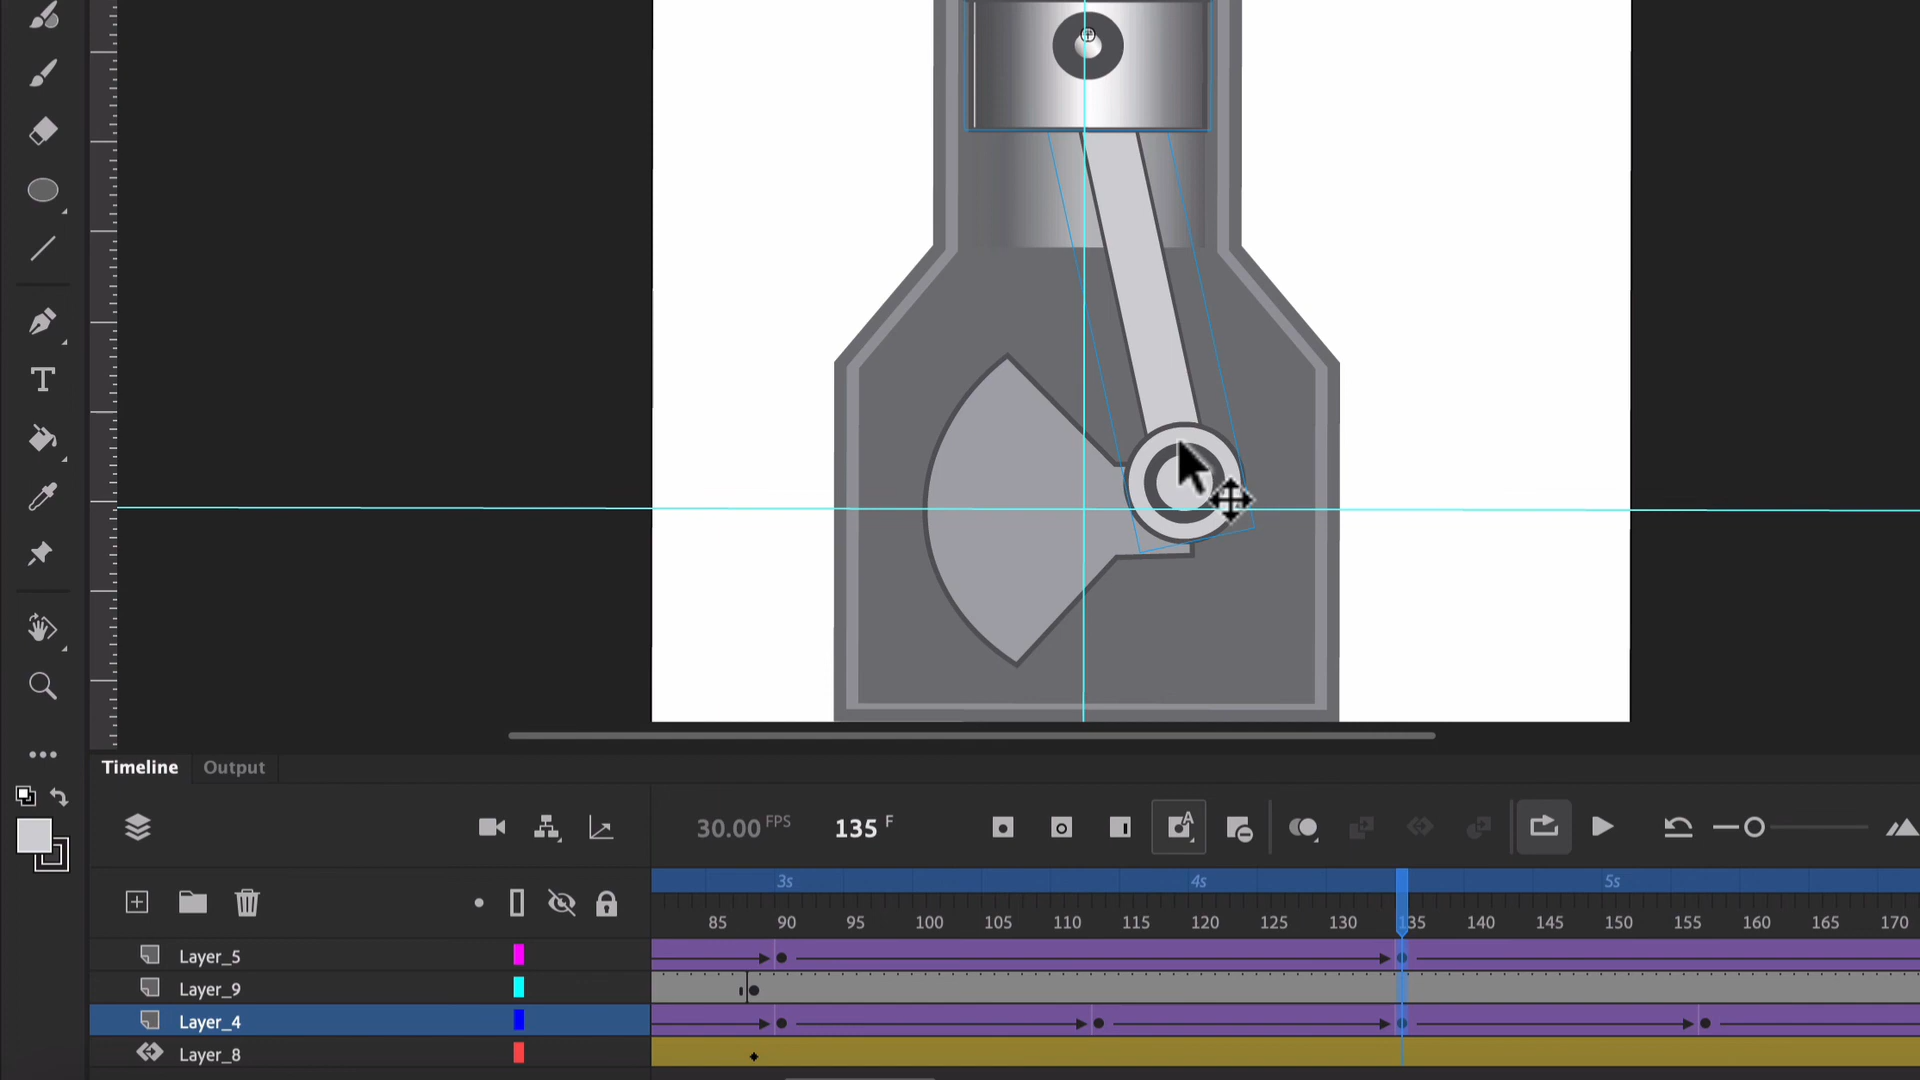 Timeline Output
30.00 FPS 135 F
3s 4s 5s
85 90 95 100 105 110 115 120 125 130 135 140 145 150 155 160 165 170
Layer_5
Layer_9
Layer_4
Layer_8